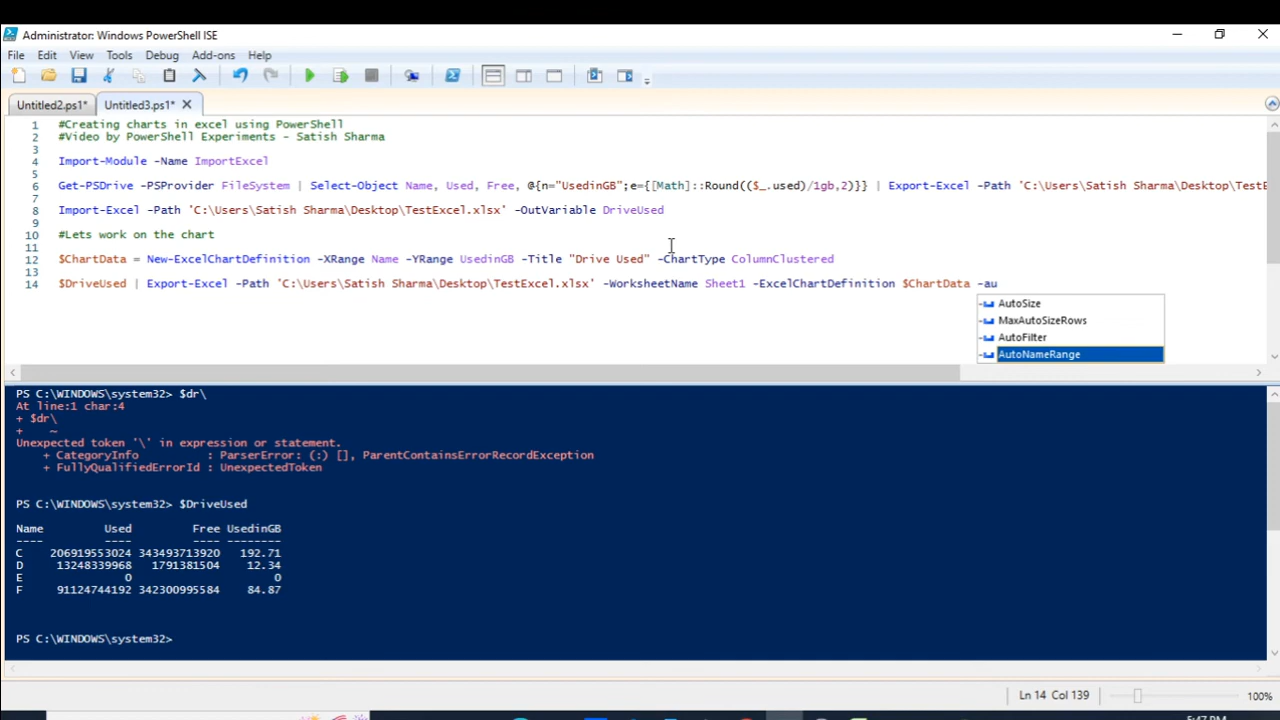 Administrator: Windows PowerShell ISE
File Edit View Tools Debug Add-ons Help
Untitled2.ps1* Untitled3.ps1*
1 #Creating charts in excel using PowerShell
2 #Video by PowerShell Experiments - Satish Sharma
3
4 Import-Module -Name ImportExcel
5
6 Get-PSDrive -PSProvider FileSystem | Select-Object Name, Used, Free, @{n="UsedinGB";e={[Math]::Round(($_.used)/1gb,2)}} | Export-Excel -Path 'C:\Users\Satish Sharma\Desktop\TestE
7
8 Import-Excel -Path 'C:\Users\Satish Sharma\Desktop\TestExcel.xlsx' -OutVariable DriveUsed
9
10 #Lets work on the chart
11
12 $ChartData = New-ExcelChartDefinition -XRange Name -YRange UsedinGB -Title "Drive Used" -ChartType ColumnClustered
13
14 $DriveUsed | Export-Excel -Path 'C:\Users\Satish Sharma\Desktop\TestExcel.xlsx' -WorksheetName Sheet1 -ExcelChartDefinition $ChartData -au
AutoSize
MaxAutoSizeRows
AutoFilter
AutoNameRange
PS C:\WINDOWS\system32> $dr\
At line:1 char:4
+ $dr\
+    ~
Unexpected token '\' in expression or statement.
+ CategoryInfo : ParserError: (:) [], ParentContainsErrorRecordException
+ FullyQualifiedErrorId : UnexpectedToken
PS C:\WINDOWS\system32> $DriveUsed
Name Used Free UsedinGB
---- ---- ---- --------
C 206919553024 343493713920 192.71
D 13248339968 1791381504 12.34
E 0 0
F 91124744192 342300995584 84.87
PS C:\WINDOWS\system32>
Ln 14 Col 139 100%